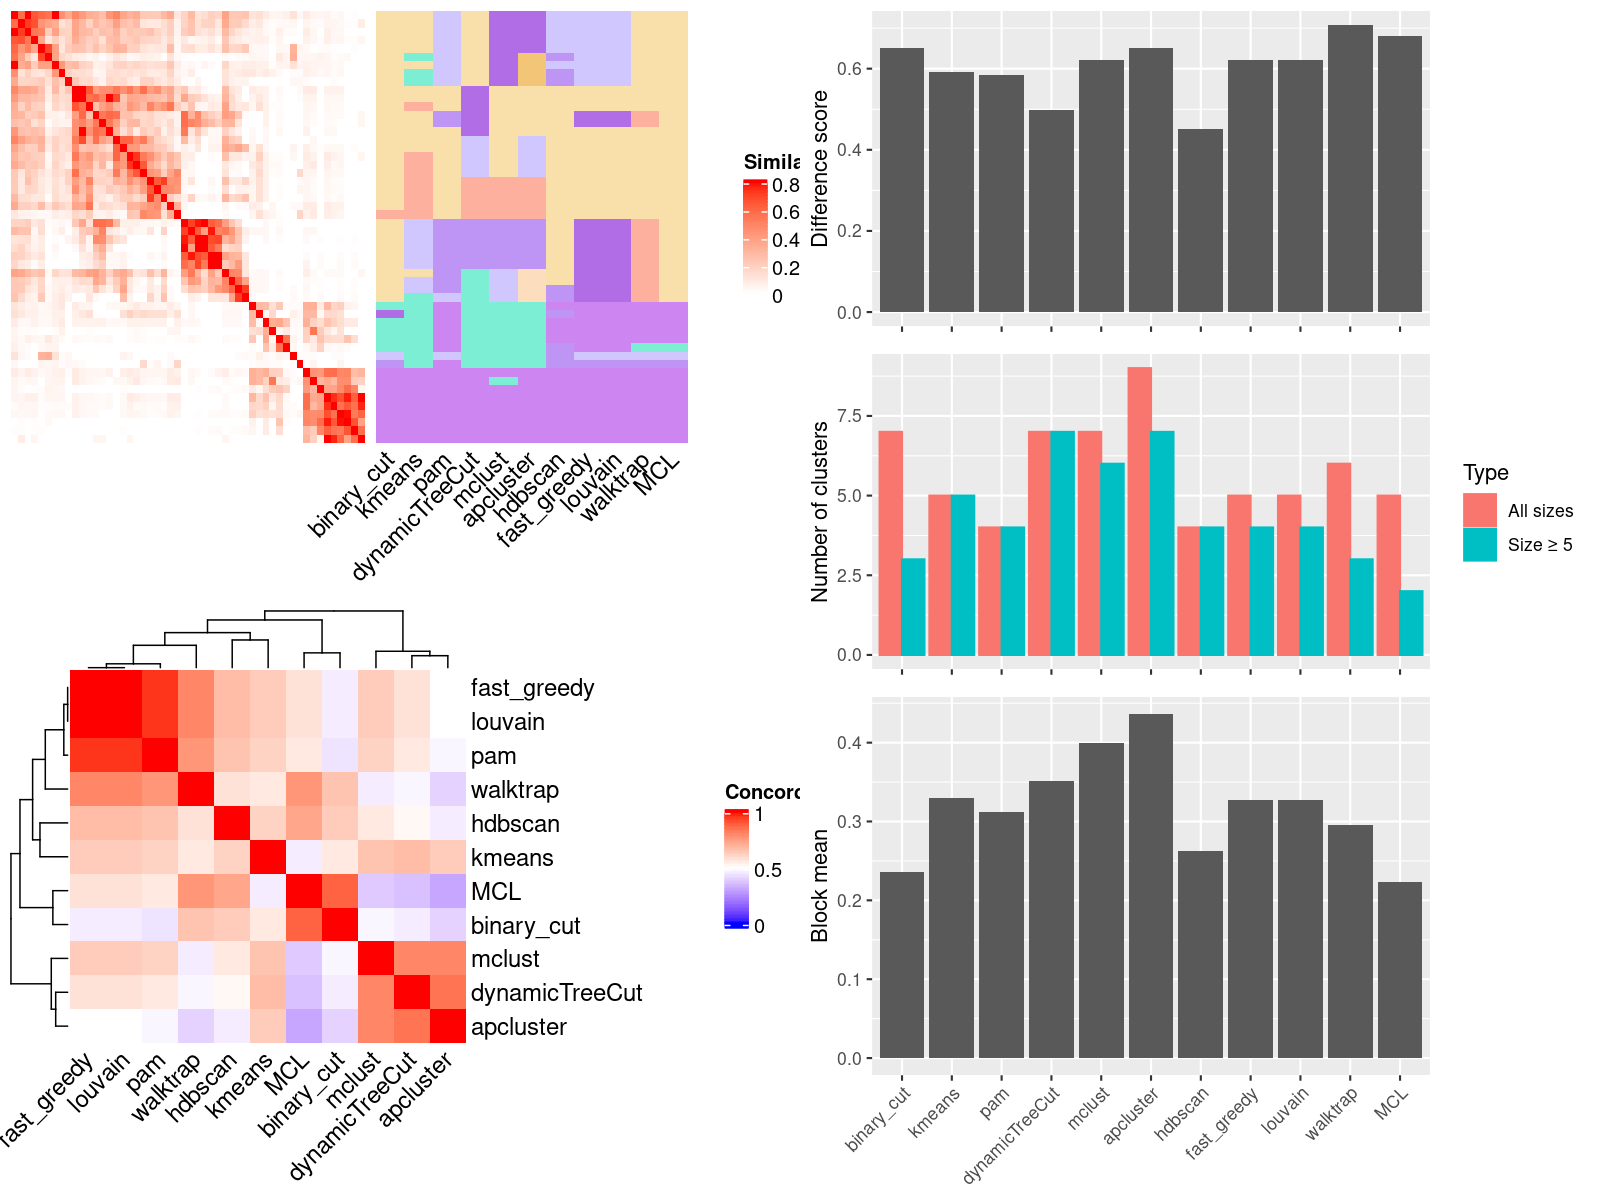 Simila
0.8
0.6
0.4
0.2
0
binary_cut
kmeans
pam
dynamicTreeCut
mclust
apcluster
hdbscan
fast_greedy
louvain
walktrap
MCL
fast_greedy
louvain
pam
walktrap
hdbscan
kmeans
MCL
binary_cut
mclust
dynamicTreeCut
apcluster
fast_greedy
louvain
pam
walktrap
hdbscan
kmeans
MCL
binary_cut
mclust
dynamicTreeCut
apcluster
Concord
1
0.5
0
Difference score
0.6
0.4
0.2
0.0
Number of clusters
7.5
5.0
2.5
0.0
Type
All sizes
Size ≥ 5
Block mean
0.4
0.3
0.2
0.1
0.0
binary_cut
kmeans
pam
dynamicTreeCut
mclust
apcluster
hdbscan
fast_greedy
louvain
walktrap
MCL